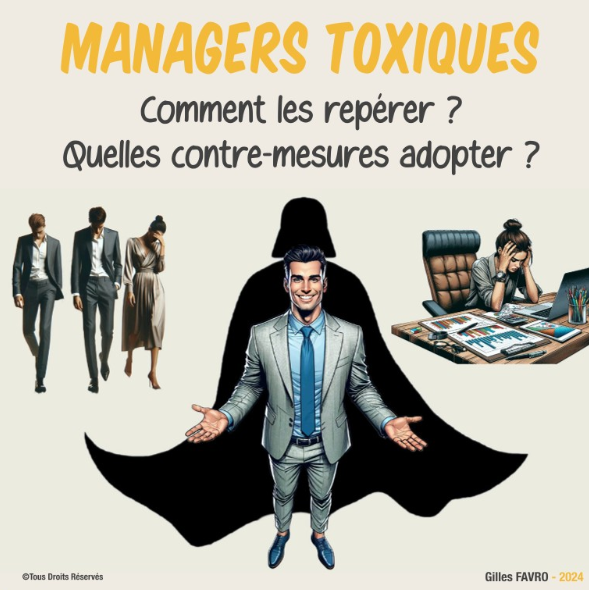 MANAGERS TOXIQUES
Comment les repérer ?
Quelles contre-mesures adopter ?
©Tous Droits Réservés
Gilles FAVRO - 2024